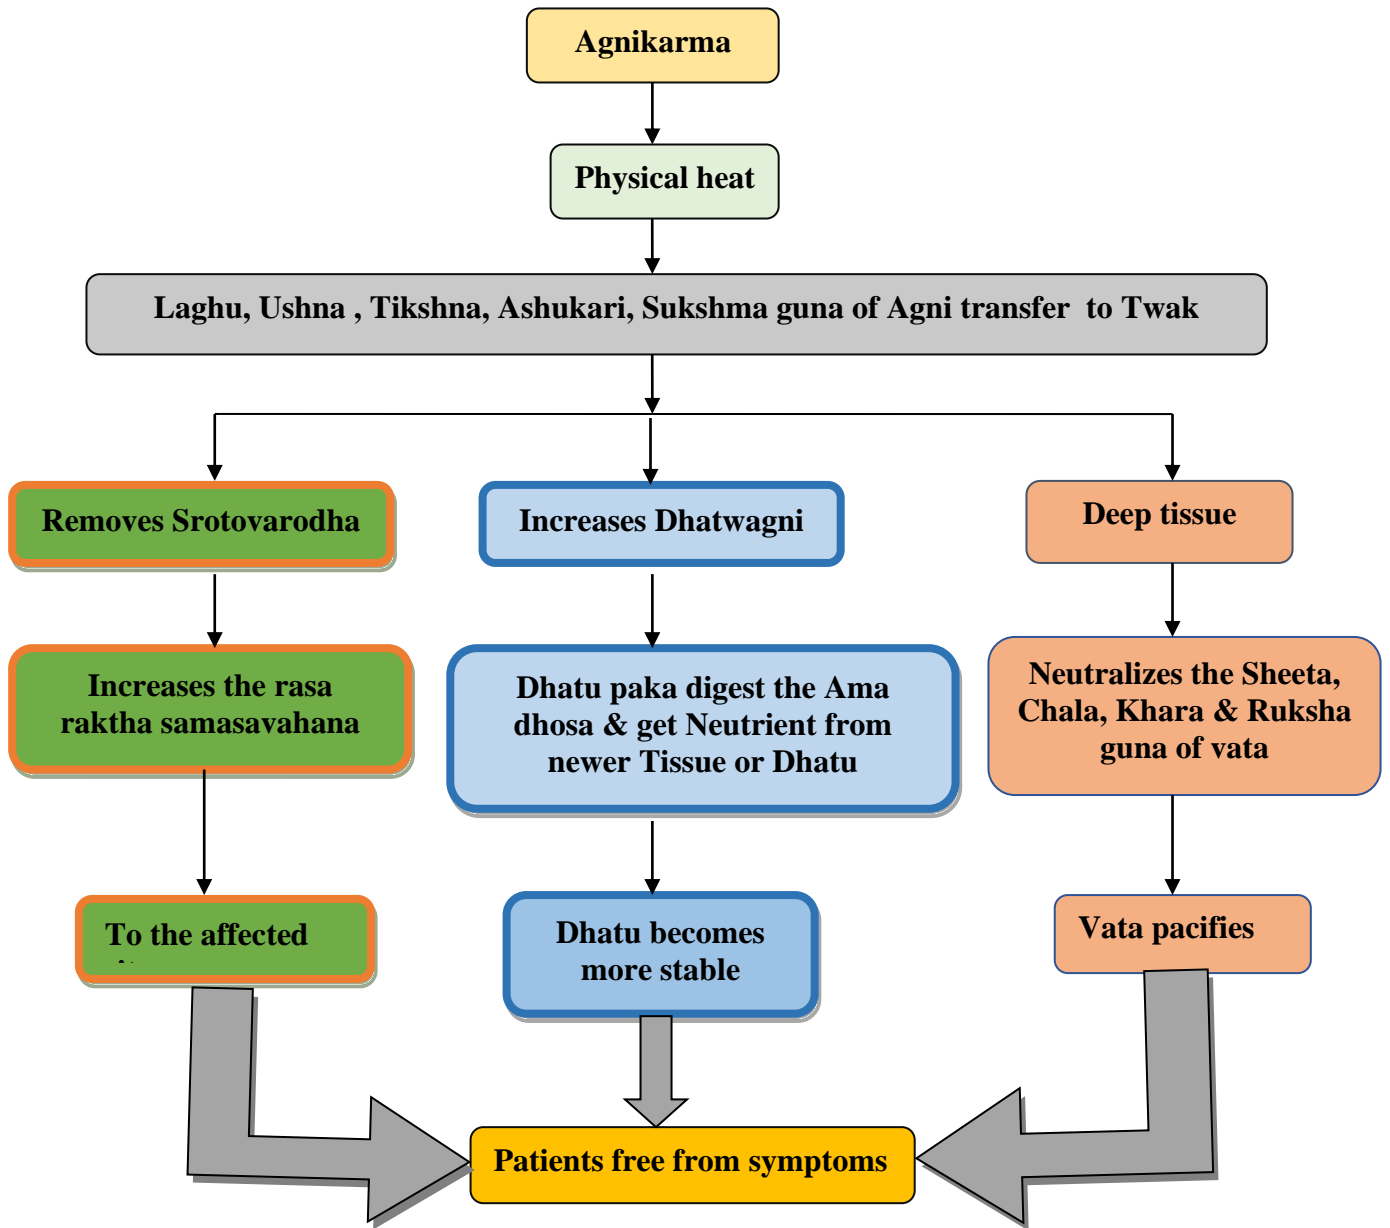 Agnikarma
Physical heat
Laghu, Ushna , Tikshna, Ashukari, Sukshma guna of Agni transfer to Twak
Removes Srotovarodha
Increases Dhatwagni
Deep tissue
Increases the rasa
raktha samasavahana
Dhatu paka digest the Ama
dhosa & get Neutrient from
newer Tissue or Dhatu
Neutralizes the Sheeta,
Chala, Khara & Ruksha
guna of vata
To the affected
Dhatu becomes
more stable
Vata pacifies
Patients free from symptoms